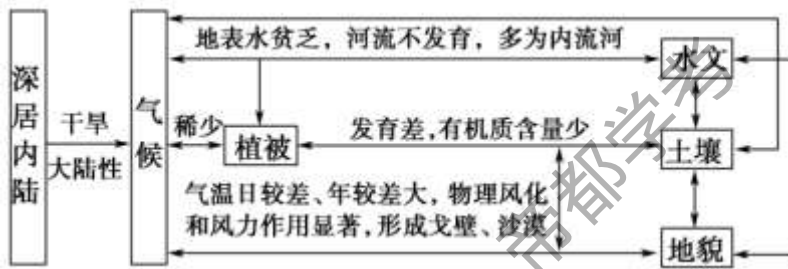 深居内陆
干旱
大陆性
气候
地表水贫乏，河流不发育，多为内流河
水文
稀少
植被
发育差，有机质含量少
土壤
气温日较差、年较差大，物理风化
和风力作用显著，形成戈壁、沙漠
地貌
帝都学考